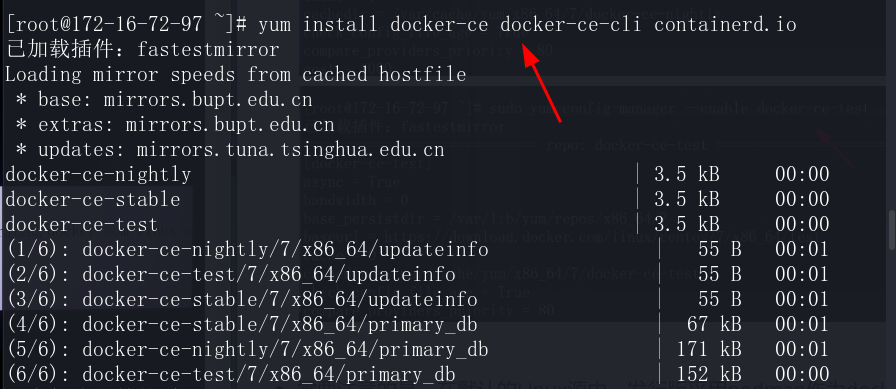 [root@172-16-72-97 ~]# yum install docker-ce docker-ce-cli containerd.io
已加载插件：fastestmirror
Loading mirror speeds from cached hostfile
 * base: mirrors.bupt.edu.cn
 * extras: mirrors.bupt.edu.cn
 * updates: mirrors.tuna.tsinghua.edu.cn
docker-ce-nightly | 3.5 kB 00:00
docker-ce-stable | 3.5 kB 00:00
docker-ce-test | 3.5 kB 00:00
(1/6): docker-ce-nightly/7/x86_64/updateinfo | 55 B 00:01
(2/6): docker-ce-test/7/x86_64/updateinfo | 55 B 00:01
(3/6): docker-ce-stable/7/x86_64/updateinfo | 55 B 00:01
(4/6): docker-ce-test/7/x86_64/primary_db | 67 kB 00:01
(5/6): docker-ce-nightly/7/x86_64/primary_db | 171 kB 00:01
(6/6): docker-ce-test/7/x86_64/primary_db | 152 kB 00:00